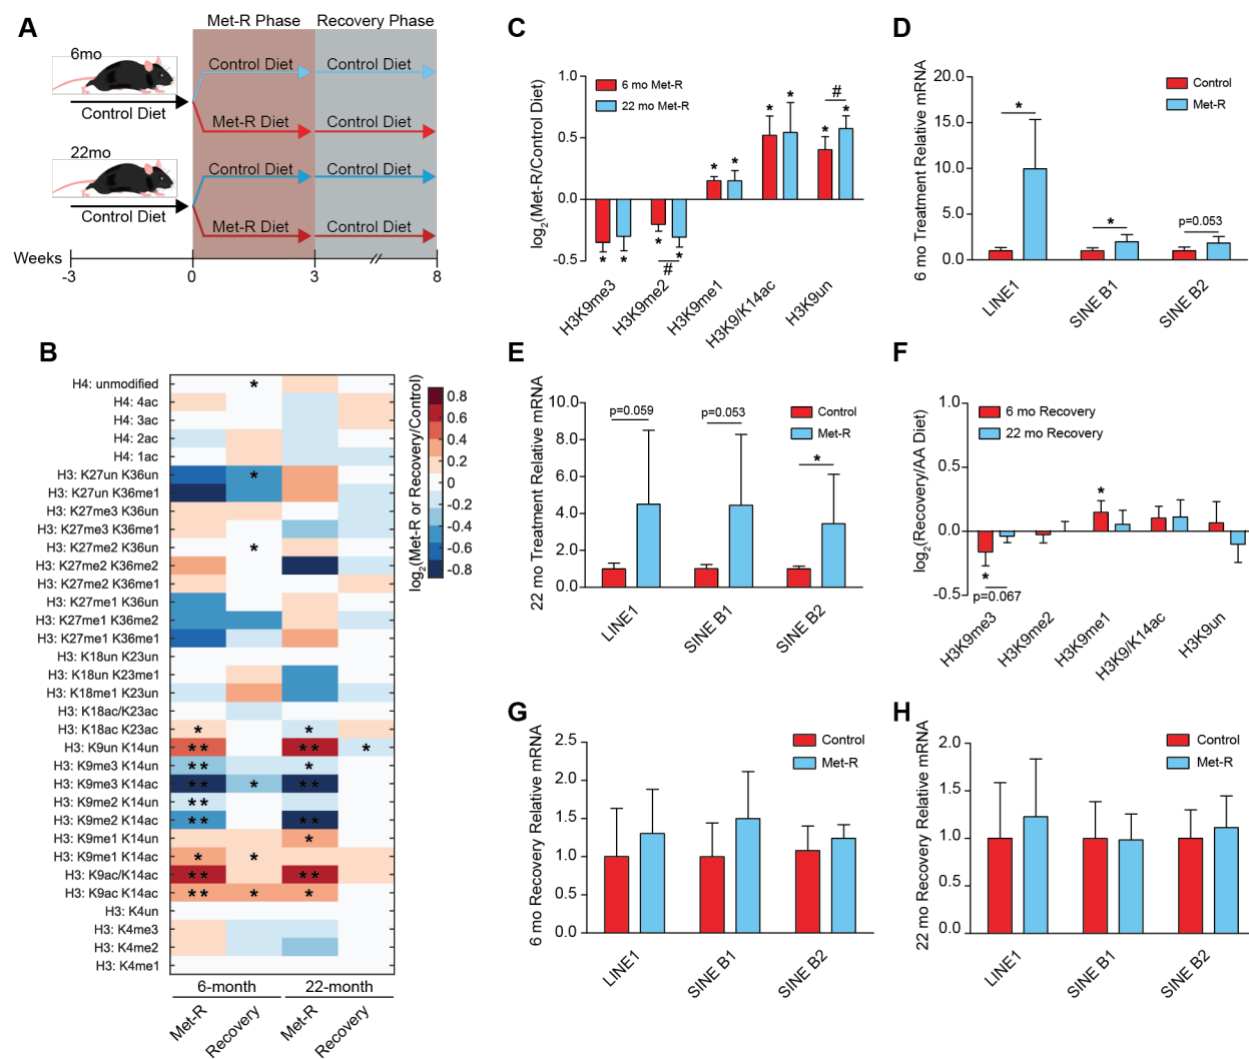 A
Met-R Phase
Recovery Phase
6mo
Control Diet
Control Diet
Control Diet
Met-R Diet
Control Diet
22mo
Control Diet
Control Diet
Control Diet
Met-R Diet
Control Diet
Weeks
-3
0
3
8
B
H4: unmodified
H4: 4ac
H4: 3ac
H4: 2ac
H4: 1ac
H3: K27un K36un
H3: K27un K36me1
H3: K27me3 K36un
H3: K27me3 K36me1
H3: K27me2 K36un
H3: K27me2 K36me2
H3: K27me2 K36me1
H3: K27me1 K36un
H3: K27me1 K36me2
H3: K27me1 K36me1
H3: K18un K23un
H3: K18un K23me1
H3: K18me1 K23un
H3: K18ac/K23ac
H3: K18ac K23ac
H3: K9un K14un
H3: K9me3 K14un
H3: K9me3 K14ac
H3: K9me2 K14un
H3: K9me2 K14ac
H3: K9me1 K14un
H3: K9me1 K14ac
H3: K9ac/K14ac
H3: K9ac K14ac
H3: K4un
H3: K4me3
H3: K4me2
H3: K4me1
6-month
22-month
Met-R
Recovery
Met-R
Recovery
0.8
0.6
0.4
0.2
0
-0.2
-0.4
-0.6
-0.8
log2(Met-R or Recovery/Control)
C
log2(Met-R/Control Diet)
1.0
0.5
0.0
-0.5
6 mo Met-R
22 mo Met-R
#
#
H3K9me3
H3K9me2
H3K9me1
H3K9/K14ac
H3K9un
D
6 mo Treatment Relative mRNA
20.0
15.0
10.0
5.0
0.0
Control
Met-R
*
*
p=0.053
LINE1
SINE B1
SINE B2
E
22 mo Treatment Relative mRNA
10.0
8.0
6.0
4.0
2.0
0.0
Control
Met-R
p=0.059
p=0.053
*
LINE1
SINE B1
SINE B2
F
log2(Recovery/AA Diet)
1.0
0.5
0.0
-0.5
6 mo Recovery
22 mo Recovery
*
*
p=0.067
H3K9me3
H3K9me2
H3K9me1
H3K9/K14ac
H3K9un
G
6 mo Recovery Relative mRNA
2.5
2.0
1.5
1.0
0.5
0.0
Control
Met-R
LINE1
SINE B1
SINE B2
H
22 mo Recovery Relative mRNA
2.0
1.5
1.0
0.5
0.0
Control
Met-R
LINE1
SINE B1
SINE B2